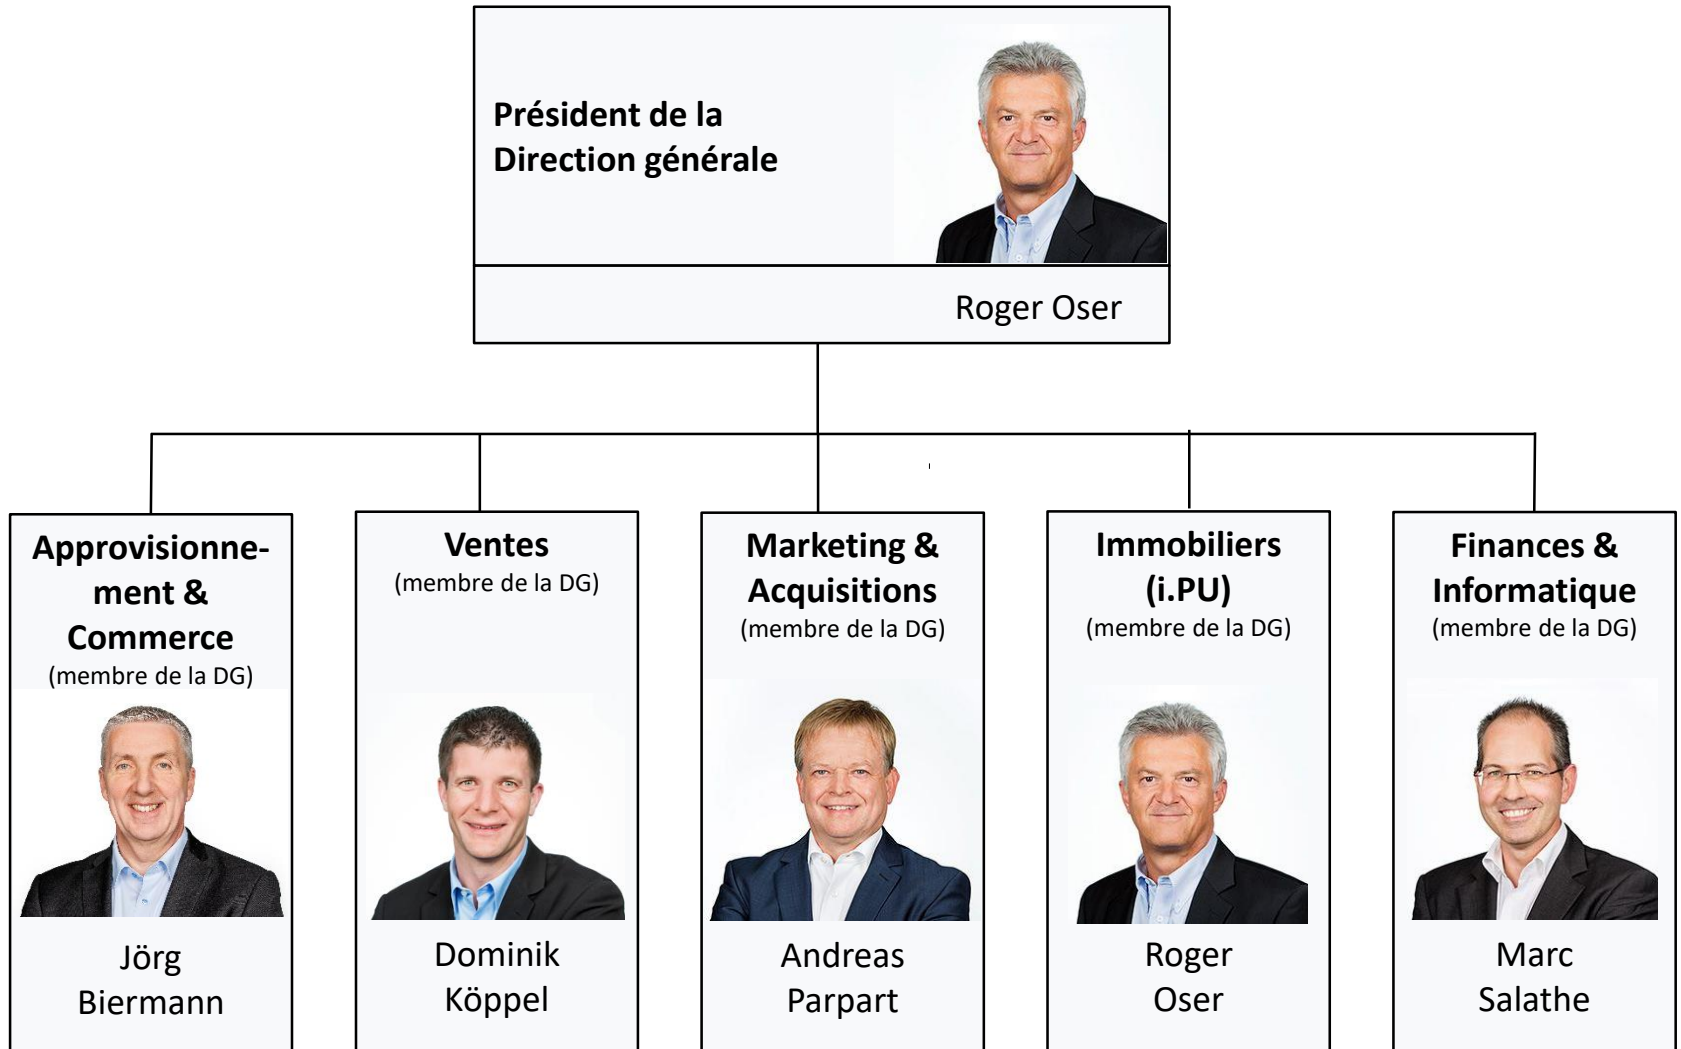 Président de la
Direction générale
Roger Oser
Approvisionne-
ment &
Commerce
(membre de la DG)
Jörg
Biermann
Ventes
(membre de la DG)
Dominik
Köppel
Marketing &
Acquisitions
(membre de la DG)
Andreas
Parpart
Immobiliers
(i.PU)
(membre de la DG)
Roger
Oser
Finances &
Informatique
(membre de la DG)
Marc
Salathe